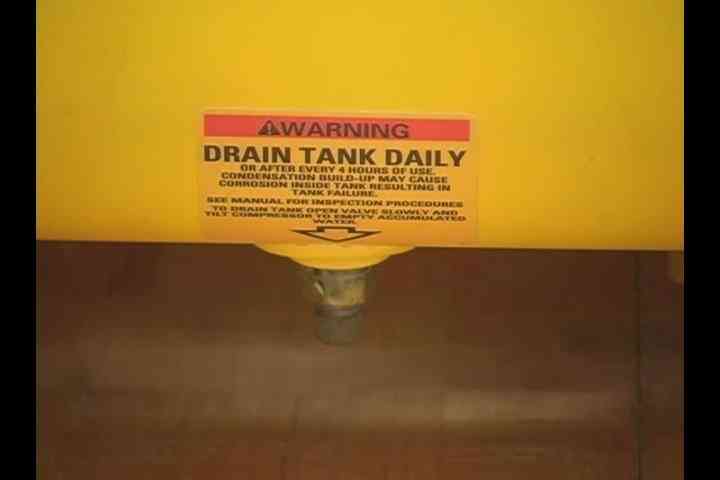 ⚠WARNING
DRAIN TANK DAILY
OR AFTER EVERY 4 HOURS OF USE.
CONDENSATION BUILD-UP MAY CAUSE
CORROSION INSIDE TANK RESULTING IN
TANK FAILURE.
SEE MANUAL FOR INSPECTION PROCEDURES
TO DRAIN TANK OPEN VALVE SLOWLY AND
TILT COMPRESSOR TO EMPTY ACCUMULATED
WATER.